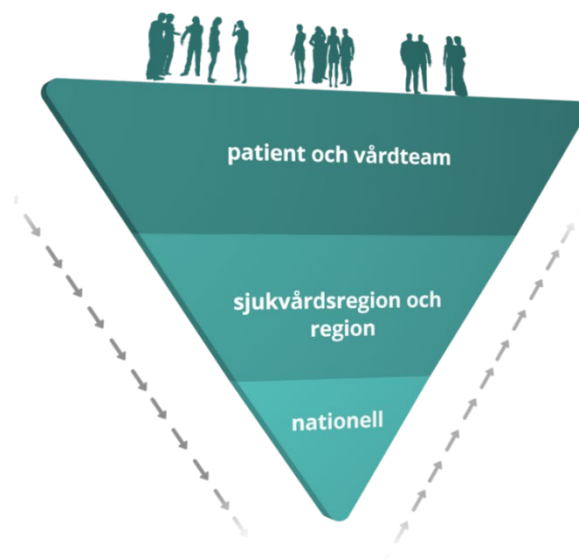 patient och vårdteam
sjukvårdsregion och
region
nationell